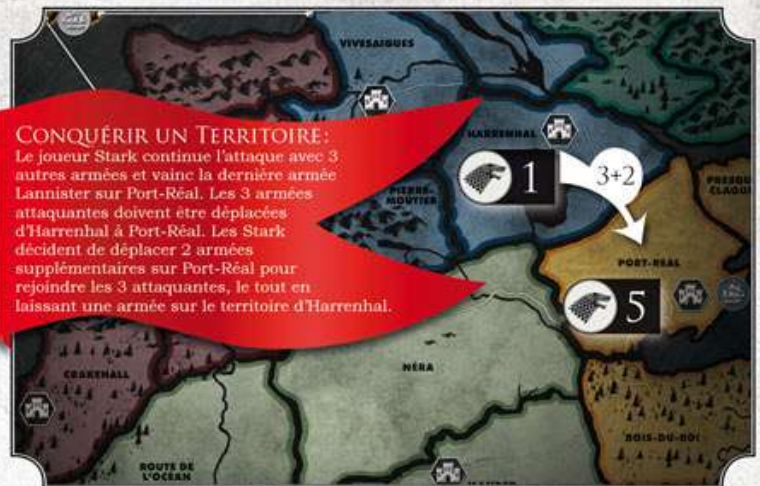 VIVESAIGUES
CONQUÉRIR UN TERRITOIRE:
Le joueur Stark continue l'attaque avec 3
autres armées et vainc la dernière armée
Lannister sur Port-Réal. Les 3 armées
attaquantes doivent être déplacées
d'Harrenhal à Port-Réal. Les Stark
décident de déplacer 2 armées
supplémentaires sur Port-Réal pour
rejoindre les 3 attaquantes, le tout en
laissant une armée sur le territoire d'Harrenhal.
HARRENHAL
1
3+2
PIERRE-
MOUTIER
PORT-RÉAL
5
CRAKEHALL
NÉRA
BOIS-DU-ROI
ROUTE DE
L'OCÉAN